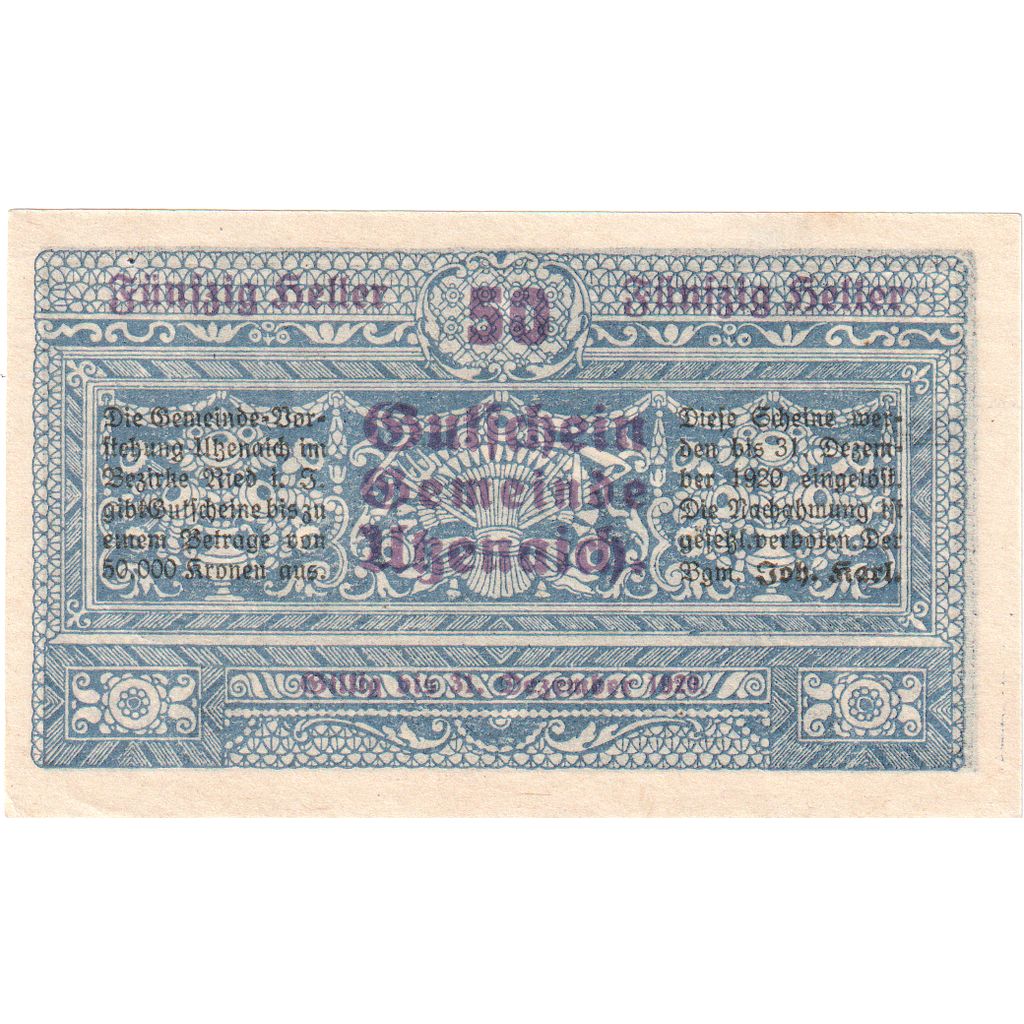 Fünfzig Heller 50 Fünfzig Heller
Die Gemeinde-Vor-
stehung Utzenaich im
Bezirke Ried i. I.
gibt Gutscheine bis zu
einem Betrage von
50,000 Kronen aus.
Gutschein
Gemeinde
Utzenaich.
Diese Scheine wer-
den bis 31. Dezem-
ber 1920 eingelöst.
Die Nachahmung ist
gesetzl. verboten. Der
Bgm. Joh. Karl.
Giltig bis 31. Dezember 1920